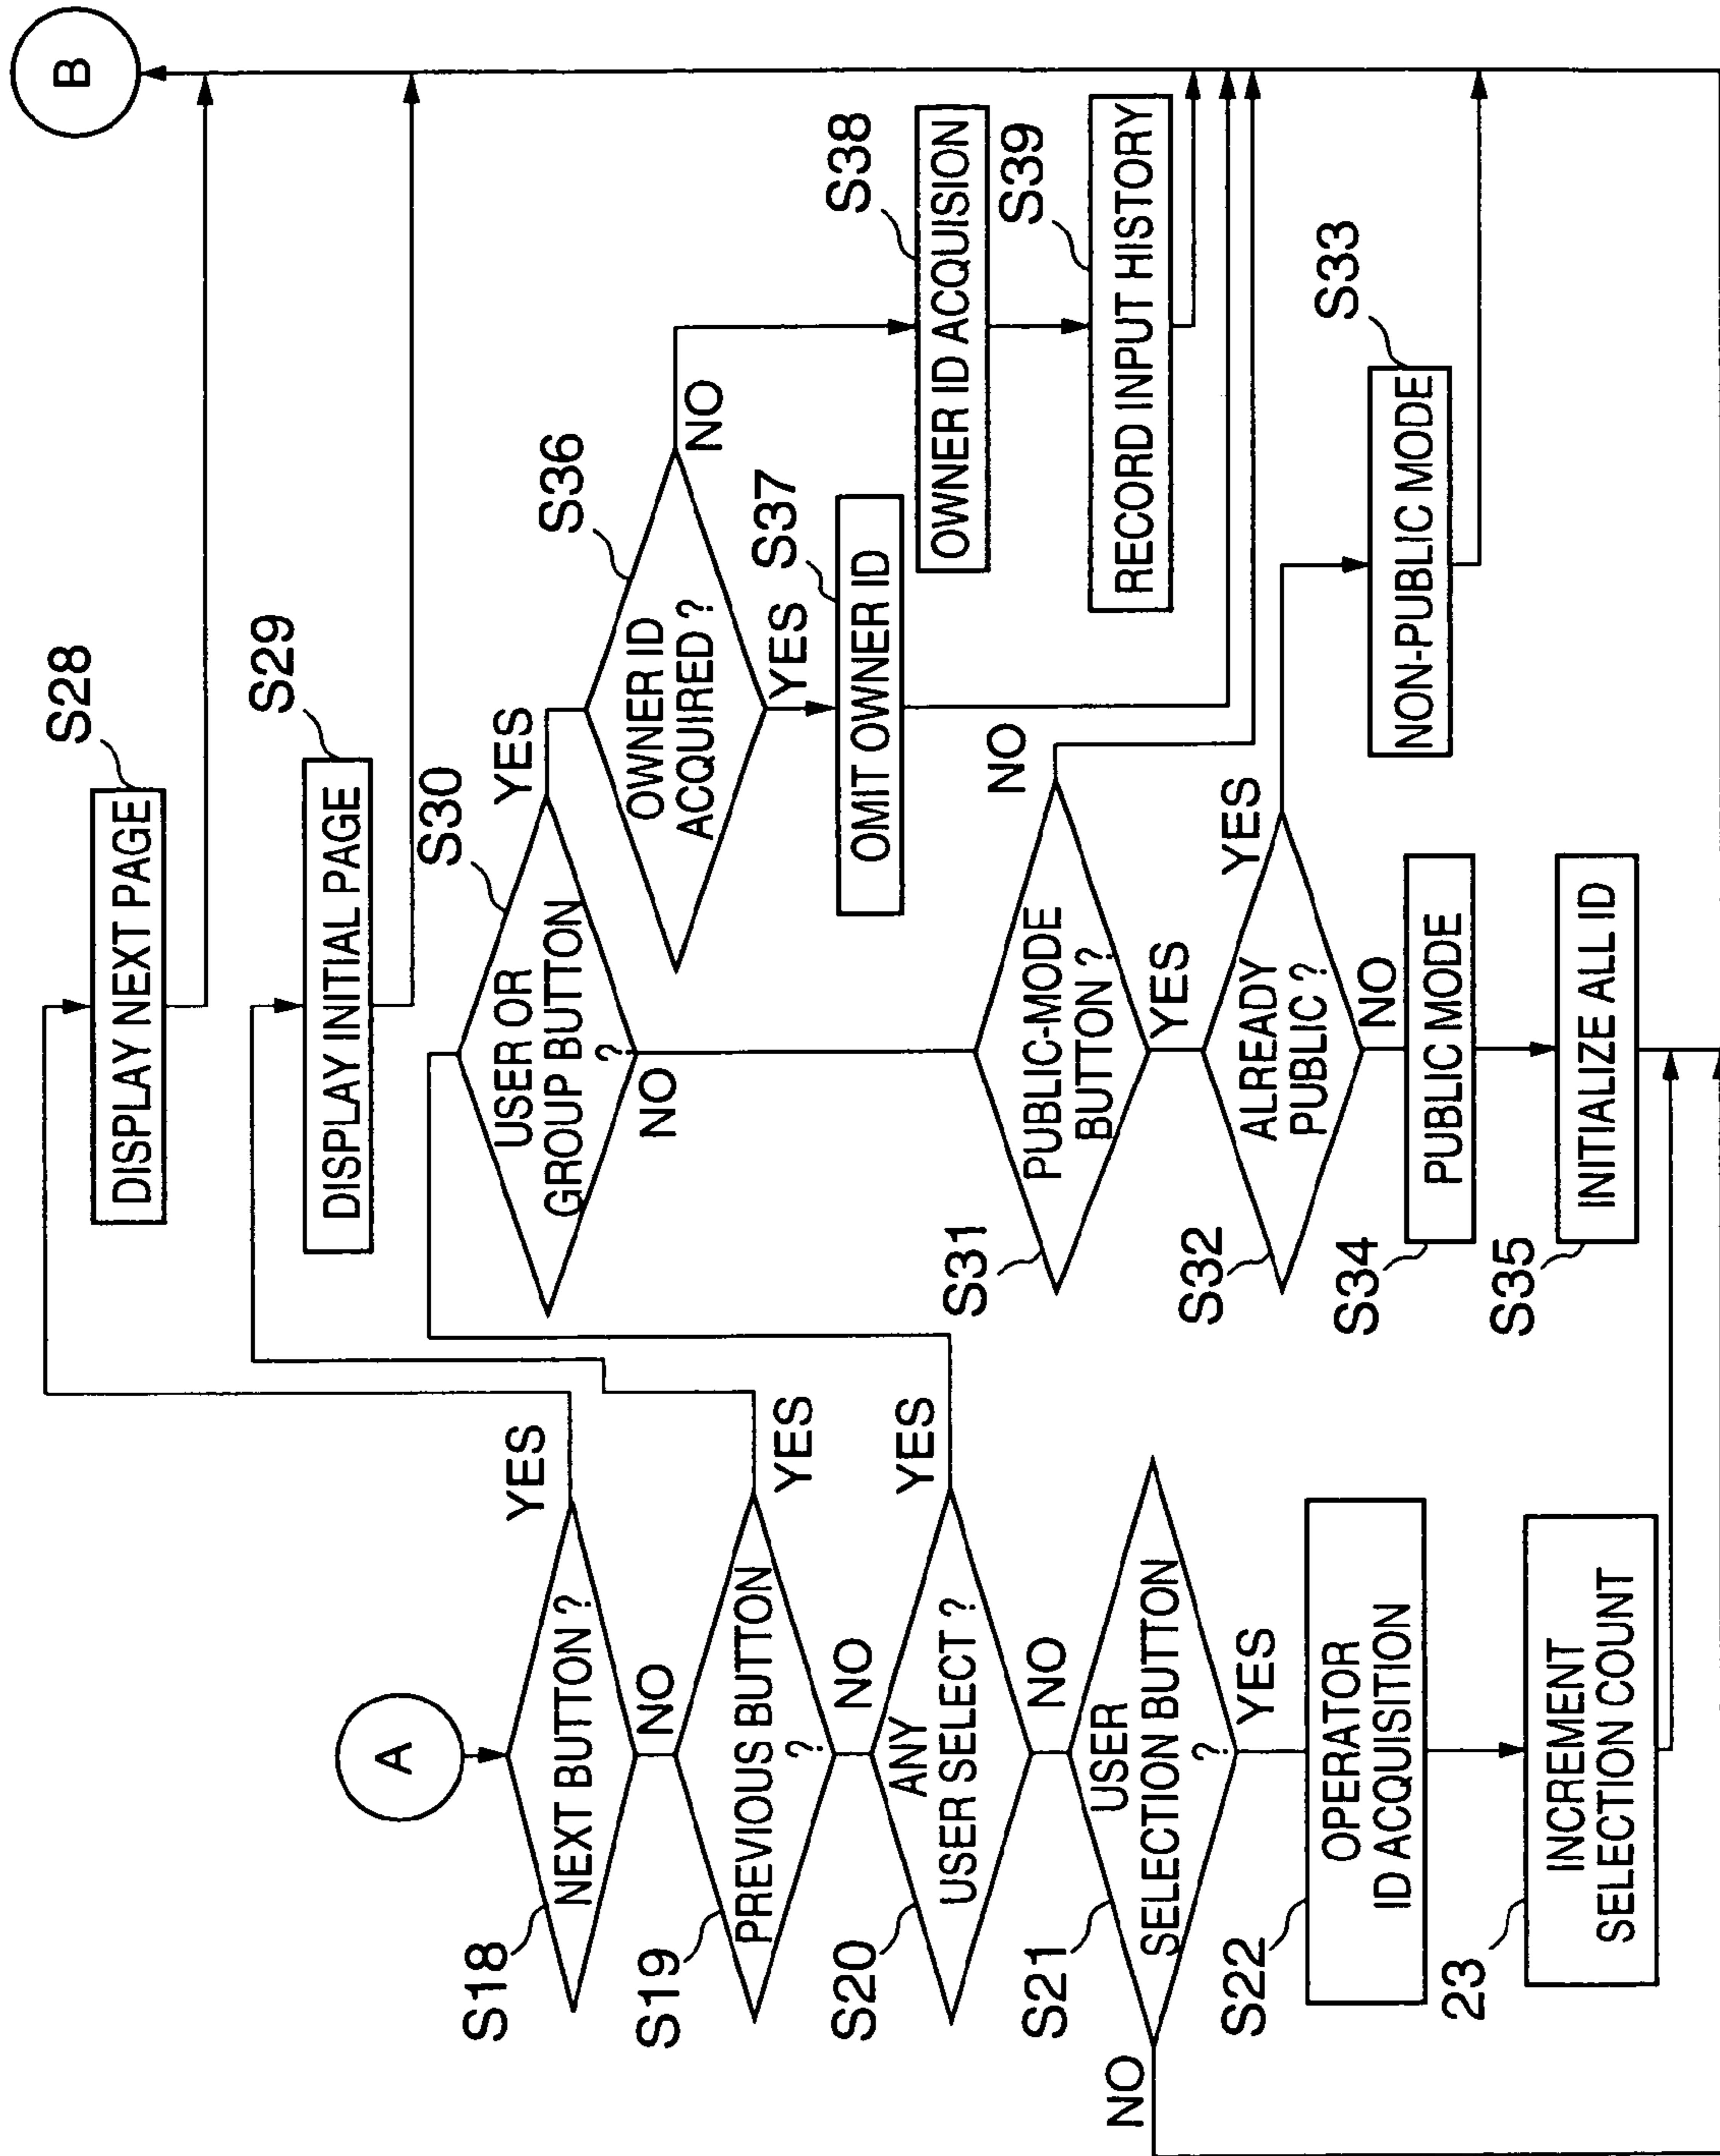 A
S18
NEXT BUTTON ?
YES
NO
S19
PREVIOUS BUTTON
?
YES
NO
S20
ANY
USER SELECT ?
YES
NO
S21
USER
SELECTION BUTTON
?
NO
YES
S22
OPERATOR
ID ACQUISITION
23
INCREMENT
SELECTION COUNT
S28
DISPLAY NEXT PAGE
S29
DISPLAY INITIAL PAGE
S30
USER OR
GROUP BUTTON
?
YES
NO
S31
PUBLIC-MODE
BUTTON ?
NO
YES
S32
ALREADY
PUBLIC ?
YES
NO
S34
PUBLIC MODE
S35
INITIALIZE ALL ID
S36
OWNER ID
ACQUIRED ?
NO
YES
S37
OMIT OWNER ID
S38
OWNER ID ACQUISION
S39
RECORD INPUT HISTORY
S33
NON-PUBLIC MODE
B